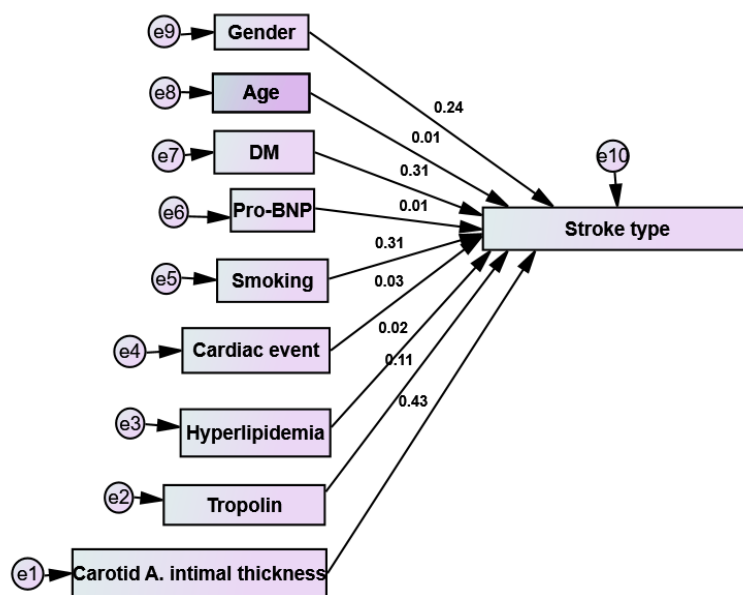 e9
Gender
0.24
e8
Age
0.01
e7
DM
0.31
e10
e6
Pro-BNP
0.01
Stroke type
e5
Smoking
0.31
0.03
e4
Cardiac event
0.02
0.11
e3
Hyperlipidemia
0.43
e2
Tropolin
e1
Carotid A. intimal thickness